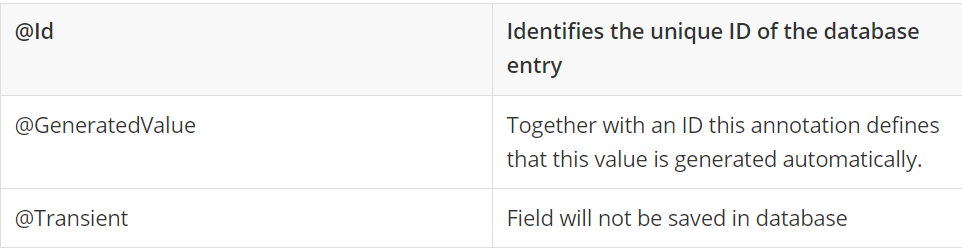 @Id
Identifies the unique ID of the database
entry
@GeneratedValue
Together with an ID this annotation defines
that this value is generated automatically.
@Transient
Field will not be saved in database